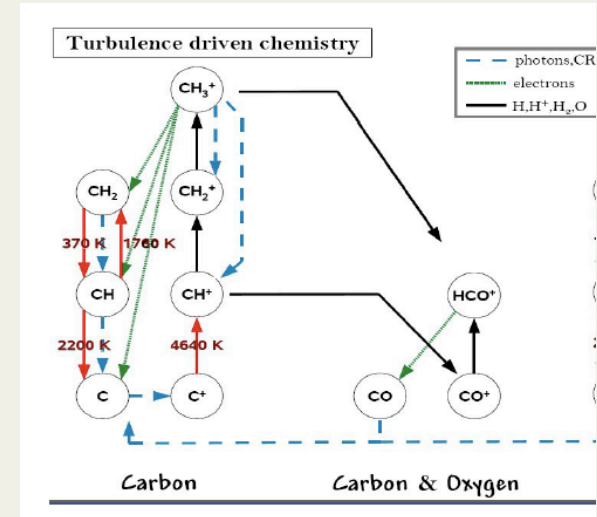 Turbulence driven chemistry
photons,CR
electrons
H,H⁺,H₂,O
CH₃⁺
CH₂
CH₂⁺
370 K
1760 K
CH
CH⁺
HCO⁺
2200 K
4640 K
C
C⁺
CO
CO⁺
Carbon
Carbon & Oxygen